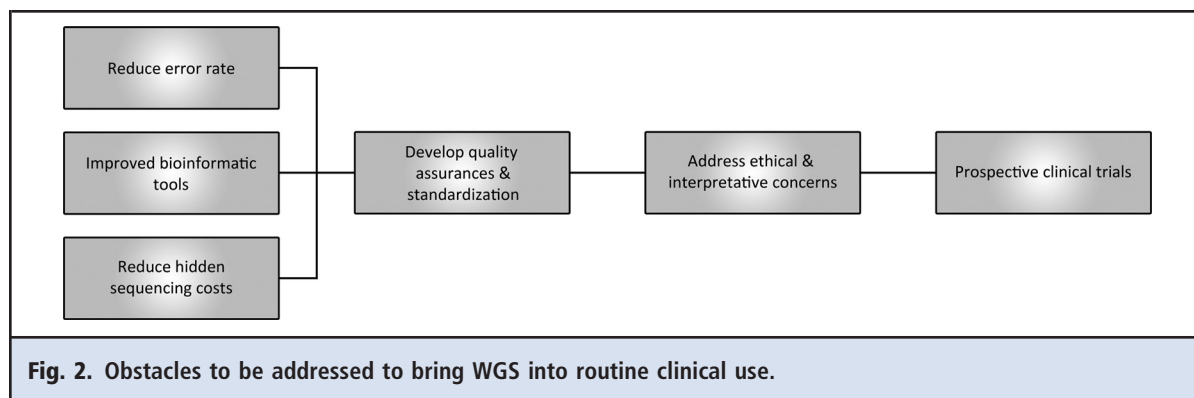 Reduce error rate
Improved bioinformatic
tools
Reduce hidden
sequencing costs
Develop quality
assurances &
standardization
Address ethical &
interpretative concerns
Prospective clinical trials
Fig. 2. Obstacles to be addressed to bring WGS into routine clinical use.